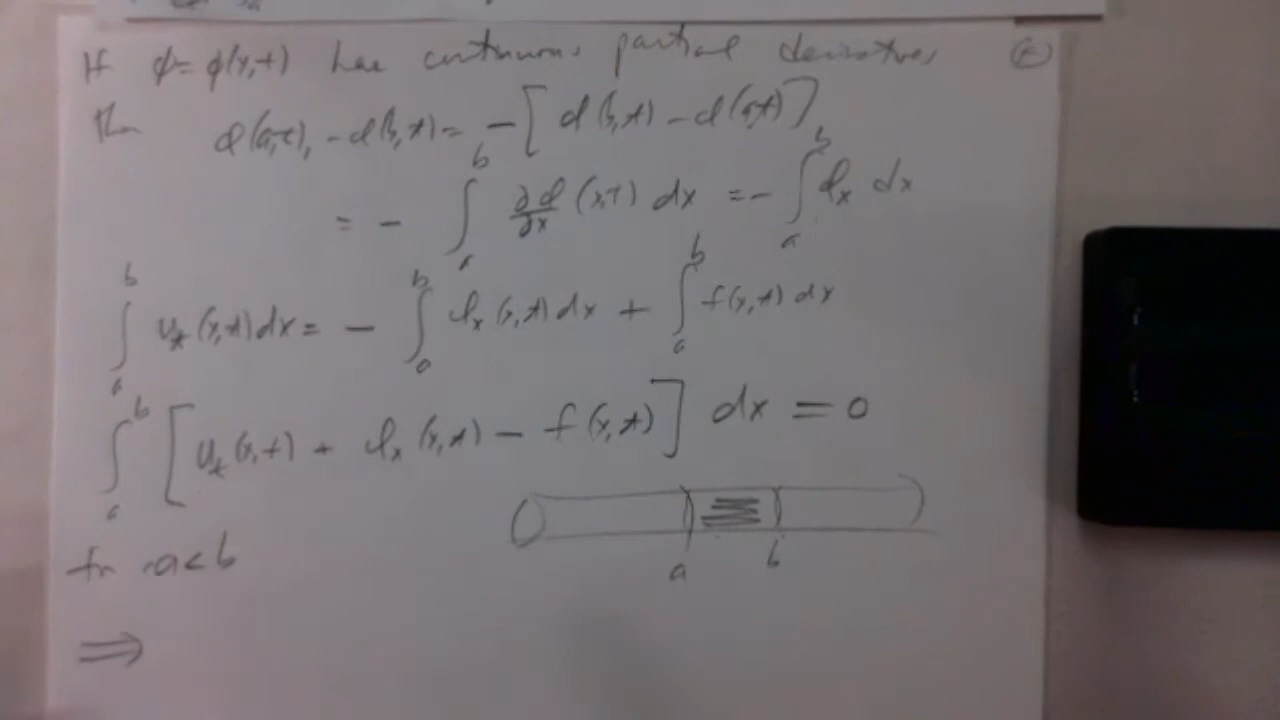 If φ = φ(x,t) has continuous partial derivatives
then φ(a,t) - φ(b,t) = - [ φ(b,t) - φ(a,t) ]
= - ∫_a^b ∂φ/∂x (x,t) dx = - ∫_a^b φ_x dx
∫_a^b u_t (x,t) dx = - ∫_a^b φ_x (x,t) dx + ∫_a^b f(x,t) dx
∫_a^b [ u_t (x,t) + φ_x (x,t) - f(x,t) ] dx = 0
a b
for a < b
⟹